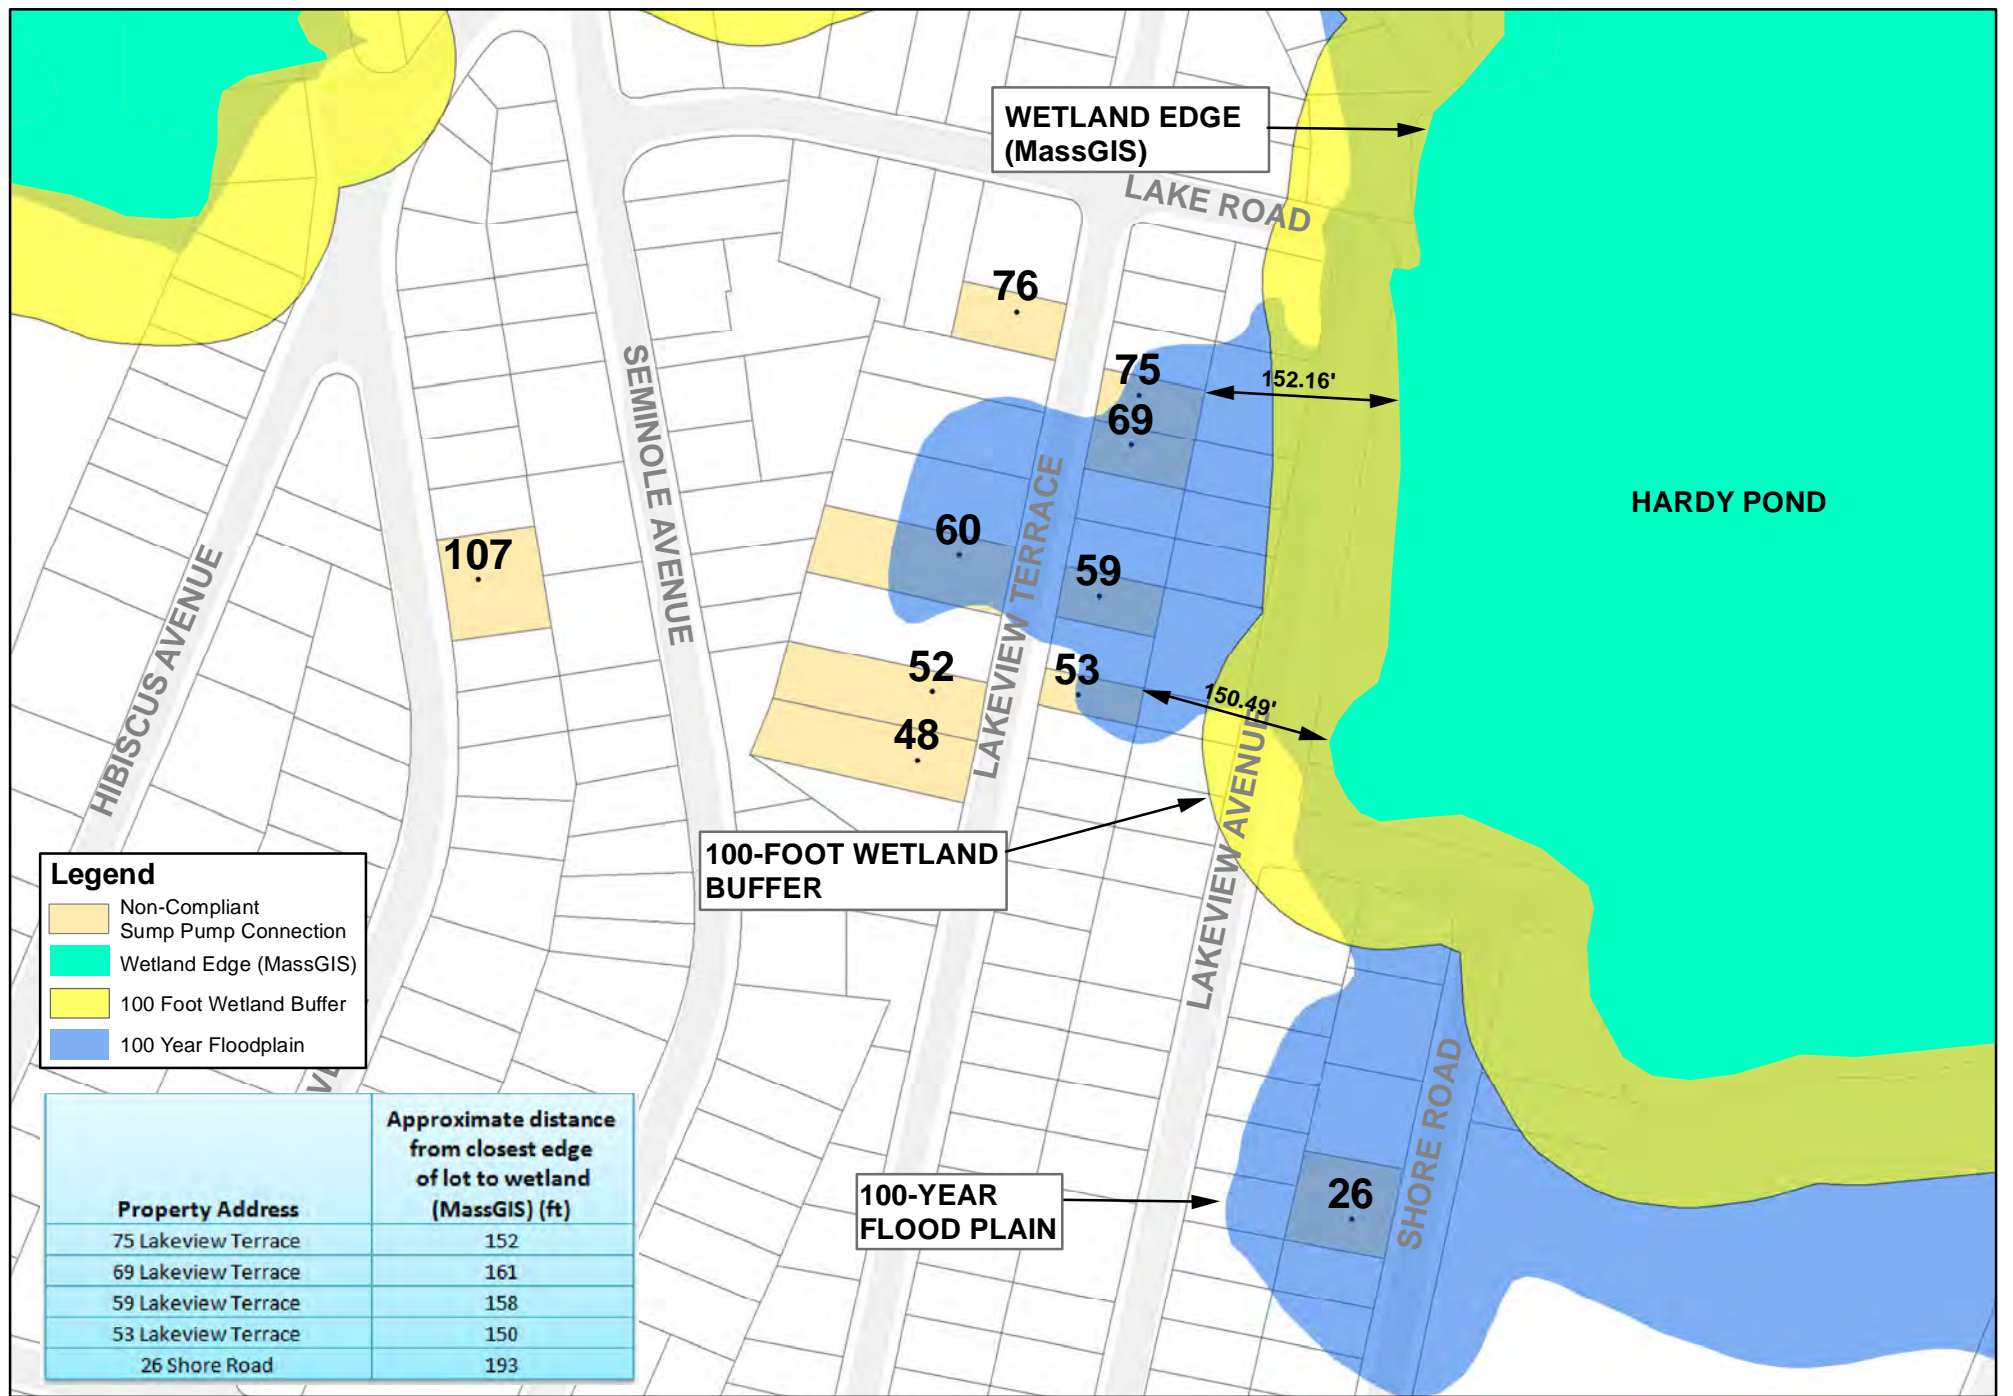 WETLAND EDGE
(MassGIS)
LAKE ROAD
76
75
152.16'
69
SEMINOLE AVENUE
HARDY POND
60
LAKEVIEW TERRACE
107
59
HIBISCUS AVENUE
52
53
150.49'
48
LAKEVIEW AVENUE
100-FOOT WETLAND
BUFFER
Legend
Non-Compliant
Sump Pump Connection
Wetland Edge (MassGIS)
100 Foot Wetland Buffer
100 Year Floodplain
SHORE ROAD
100-YEAR
FLOOD PLAIN
26
Property Address
Approximate distance
from closest edge
of lot to wetland
(MassGIS) (ft)
75 Lakeview Terrace 152
69 Lakeview Terrace 161
59 Lakeview Terrace 158
53 Lakeview Terrace 150
26 Shore Road 193